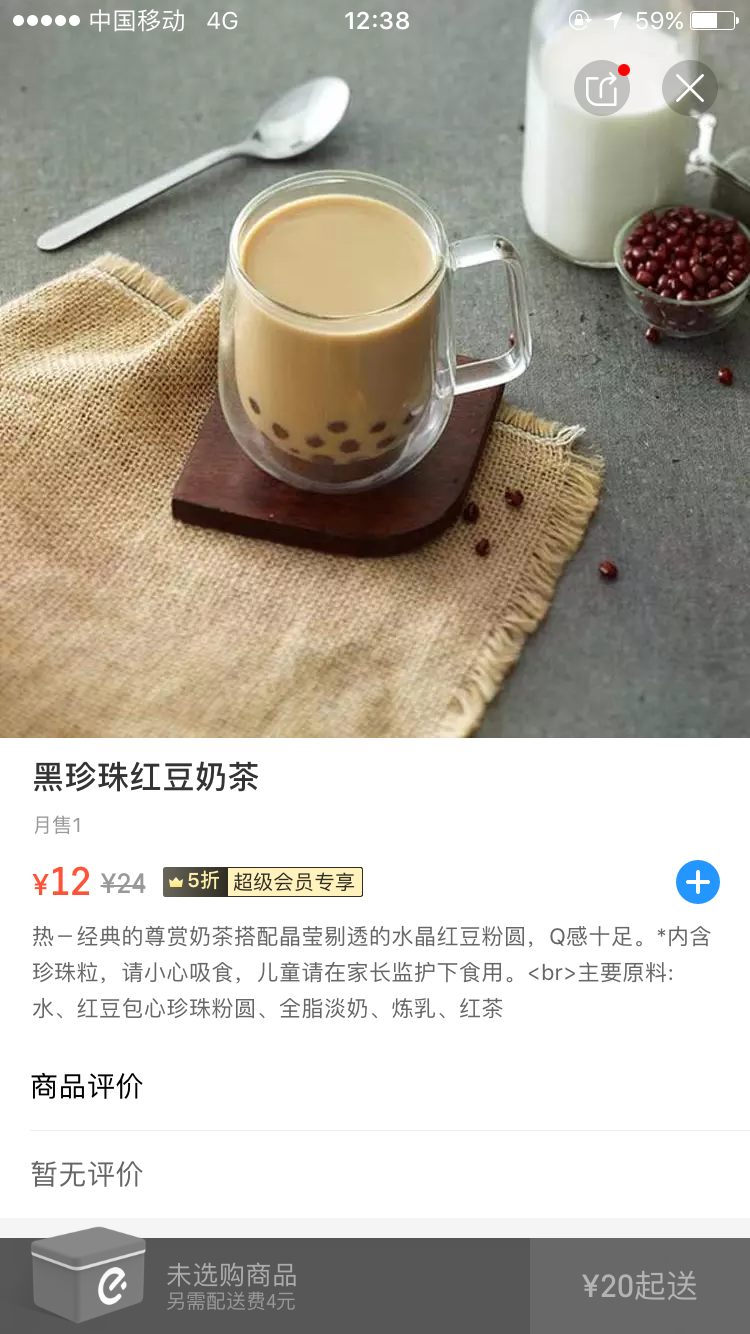 中国移动 4G 12:38 59%
黑珍珠红豆奶茶
月售1
¥12 ¥24 5折 超级会员专享
热－经典的尊赏奶茶搭配晶莹剔透的水晶红豆粉圆，Q感十足。*内含
珍珠粒，请小心吸食，儿童请在家长监护下食用。<br>主要原料:
水、红豆包心珍珠粉圆、全脂淡奶、炼乳、红茶
商品评价
暂无评价
未选购商品
另需配送费4元
¥20起送